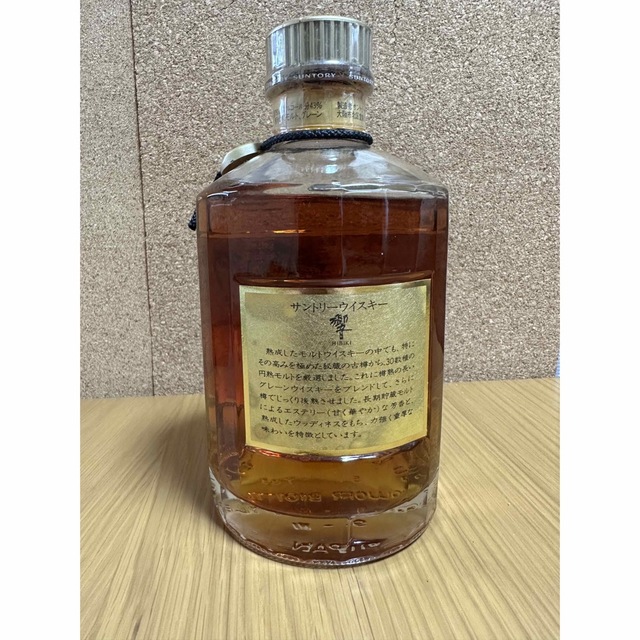 SUNTORY
サントリーウイスキー
響
HIBIKI
熟成したモルトウイスキーの中でも、特に
その高みを極めた秘蔵の古樽から、30数種の
円熟モルトを厳選しました。これに樽熟の長い
グレーンウイスキーをブレンドして、さらに
樽でじっくり後熟させました。長期貯蔵モルト
によるエステリー(甘く華やか)な芳香と、
熟成したウッディネスをもち、力強く重厚な
味わいを特徴としています。